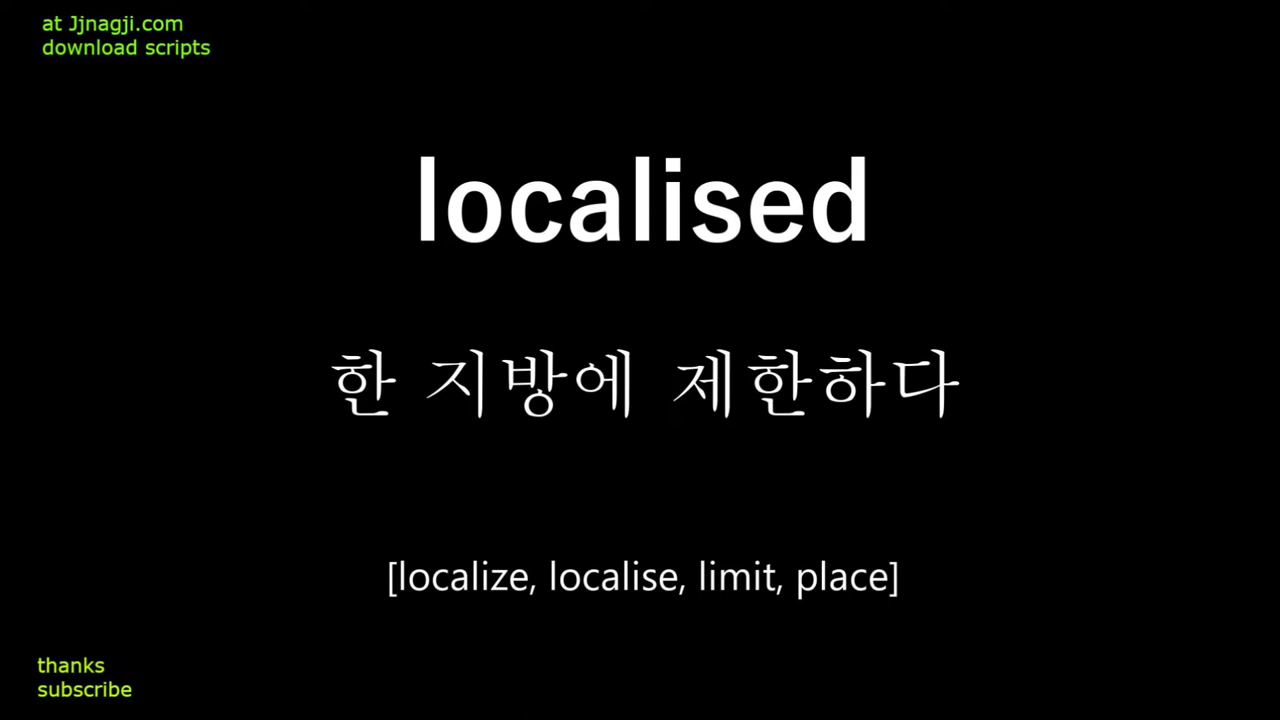 at Jjnagji.com
download scripts
localised
한 지방에 제한하다
[localize, localise, limit, place]
thanks
subscribe